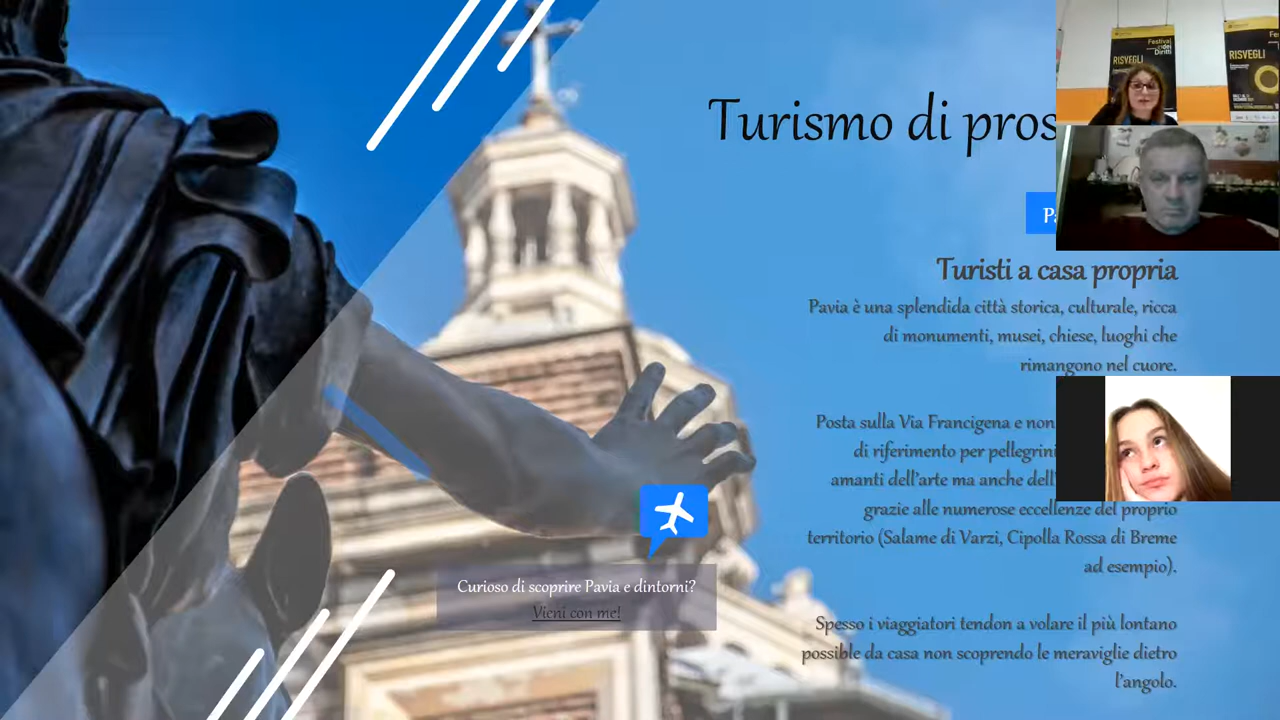 Festival
dei
Diritti
RISVEGLI
RISVEGLI
Turismo di pros
Pa
Turisti a casa propria
Pavia è una splendida città storica, culturale, ricca
di monumenti, musei, chiese, luoghi che
rimangono nel cuore.
Posta sulla Via Francigena e non
di riferimento per pellegrini
amanti dell'arte ma anche dell'
grazie alle numerose eccellenze del proprio
territorio (Salame di Varzi, Cipolla Rossa di Breme
ad esempio).
Curioso di scoprire Pavia e dintorni?
Vieni con me!
Spesso i viaggiatori tendon a volare il più lontano
possible da casa non scoprendo le meraviglie dietro
l'angolo.